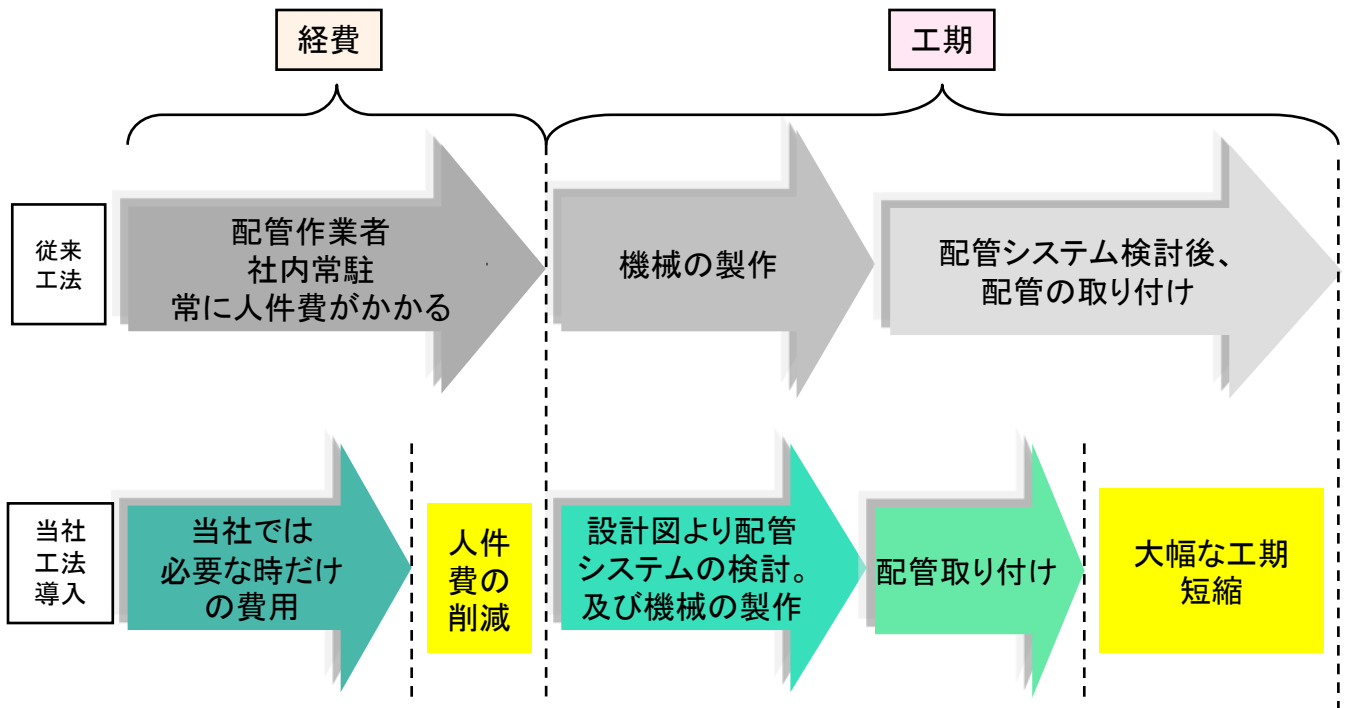 経費
工期
従来
工法
配管作業者
社内常駐
常に人件費がかかる
機械の製作
配管システム検討後、
配管の取り付け
当社
工法
導入
当社では
必要な時だけ
の費用
人件
費の
削減
設計図より配管
システムの検討。
及び機械の製作
配管取り付け
大幅な工期
短縮